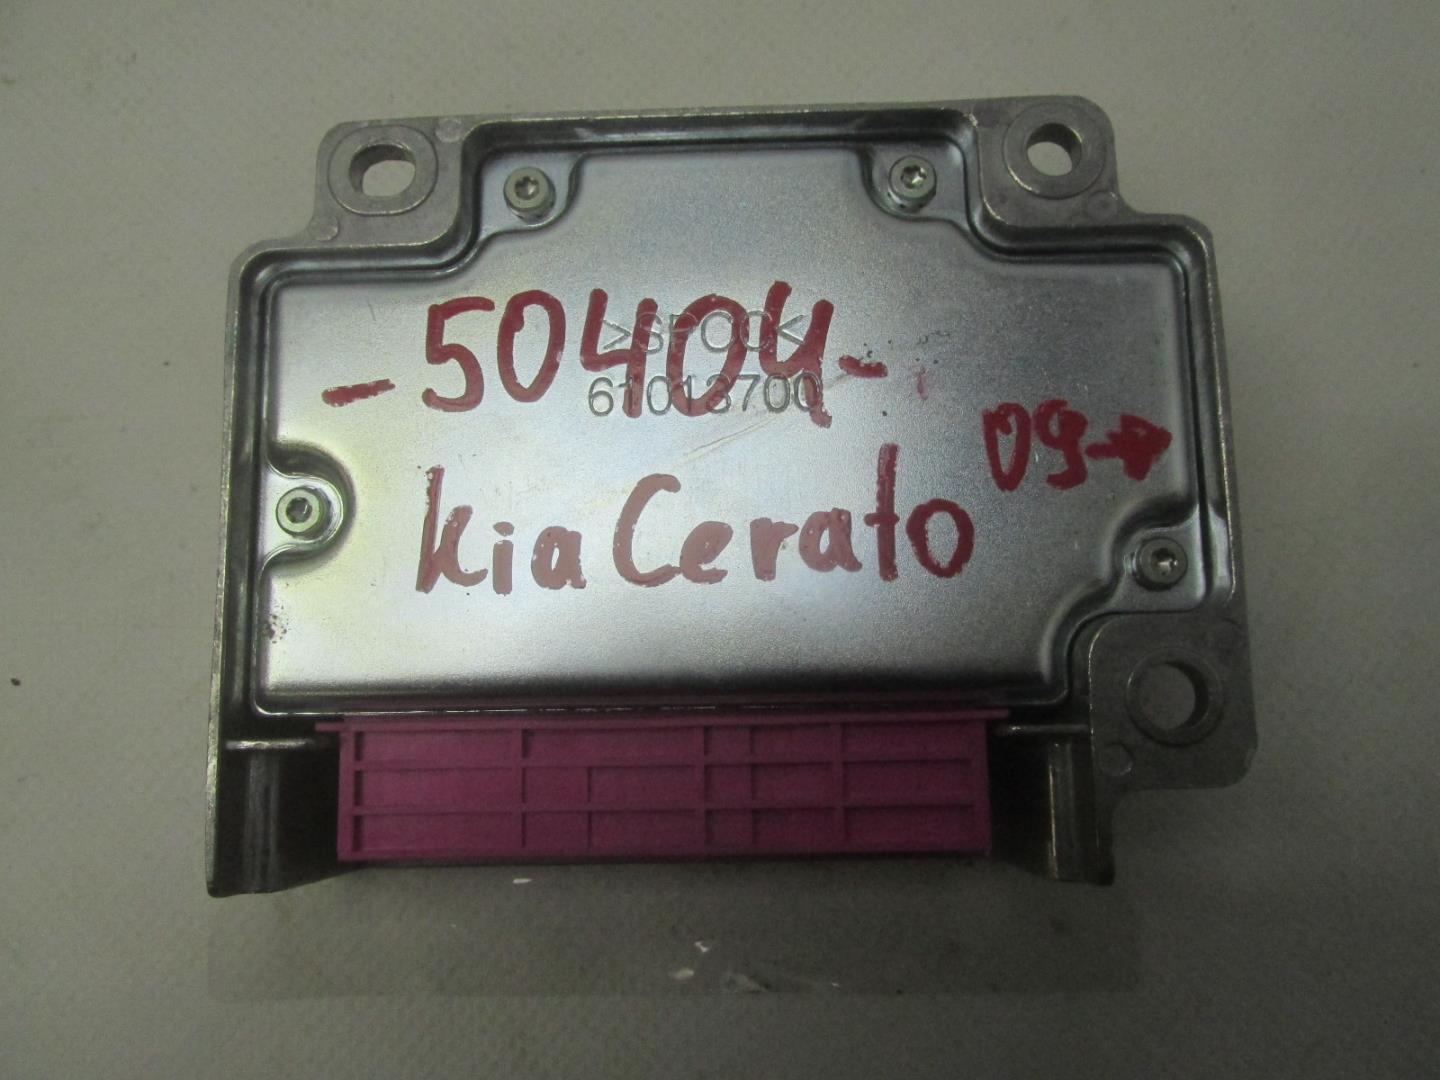 -50404-
>SPCC<
61013700
09→
Kia Cerato